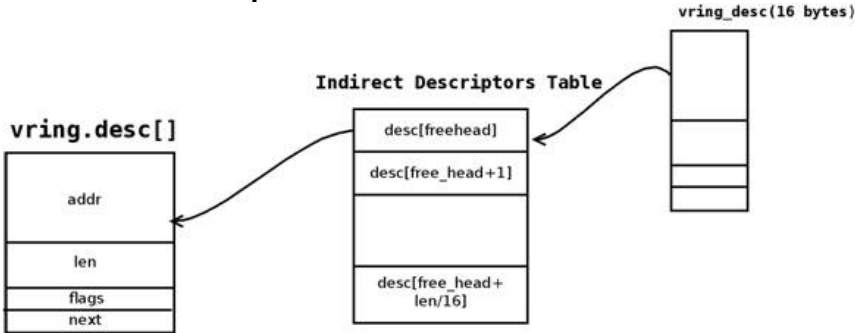 vring_desc(16 bytes)
Indirect Descriptors Table
vring.desc[]
desc[freehead]
desc[free_head+1]
addr
len
desc[free_head+
len/16]
flags
next